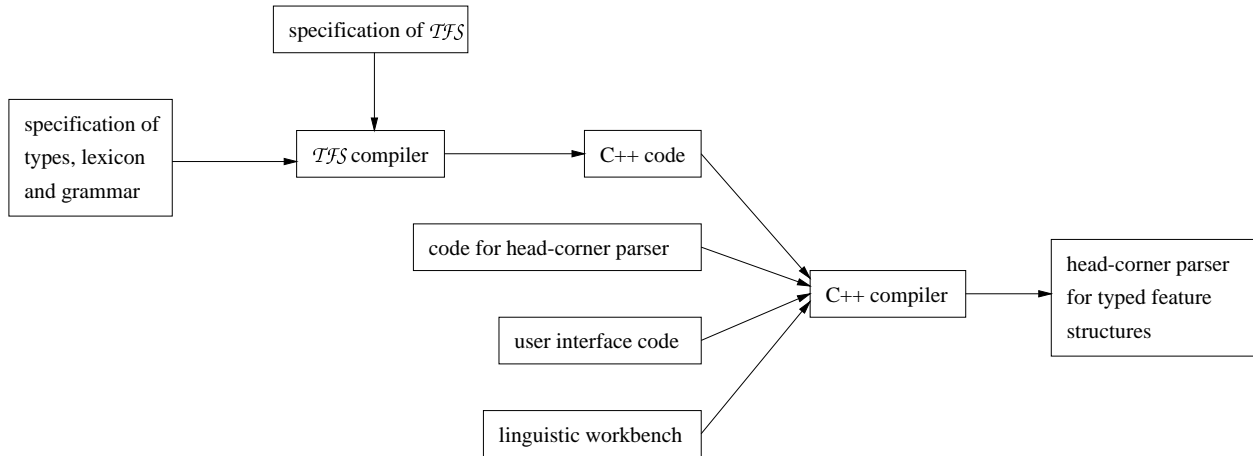 specification of TFS
specification of
types, lexicon
and grammar
TFS compiler
C++ code
code for head-corner parser
user interface code
linguistic workbench
C++ compiler
head-corner parser
for typed feature
structures